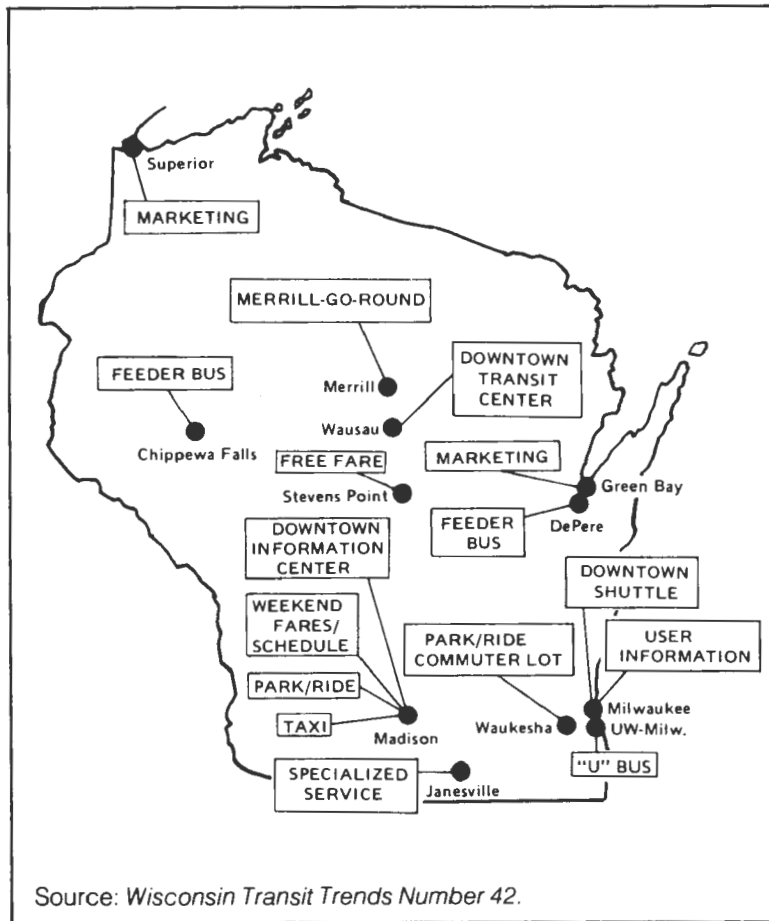 Superior
MARKETING
MERRILL-GO-ROUND
DOWNTOWN
TRANSIT
CENTER
FEEDER BUS
Merrill
Wausau
Chippewa Falls
FREE FARE
MARKETING
Stevens Point
Green Bay
FEEDER
BUS
DePere
DOWNTOWN
INFORMATION
CENTER
DOWNTOWN
SHUTTLE
WEEKEND
FARES/
SCHEDULE
PARK/RIDE
COMMUTER LOT
USER
INFORMATION
PARK/RIDE
TAXI
Madison
Waukesha
Milwaukee
UW-Milw.
"U" BUS
SPECIALIZED
SERVICE
Janesville
Source: Wisconsin Transit Trends Number 42.